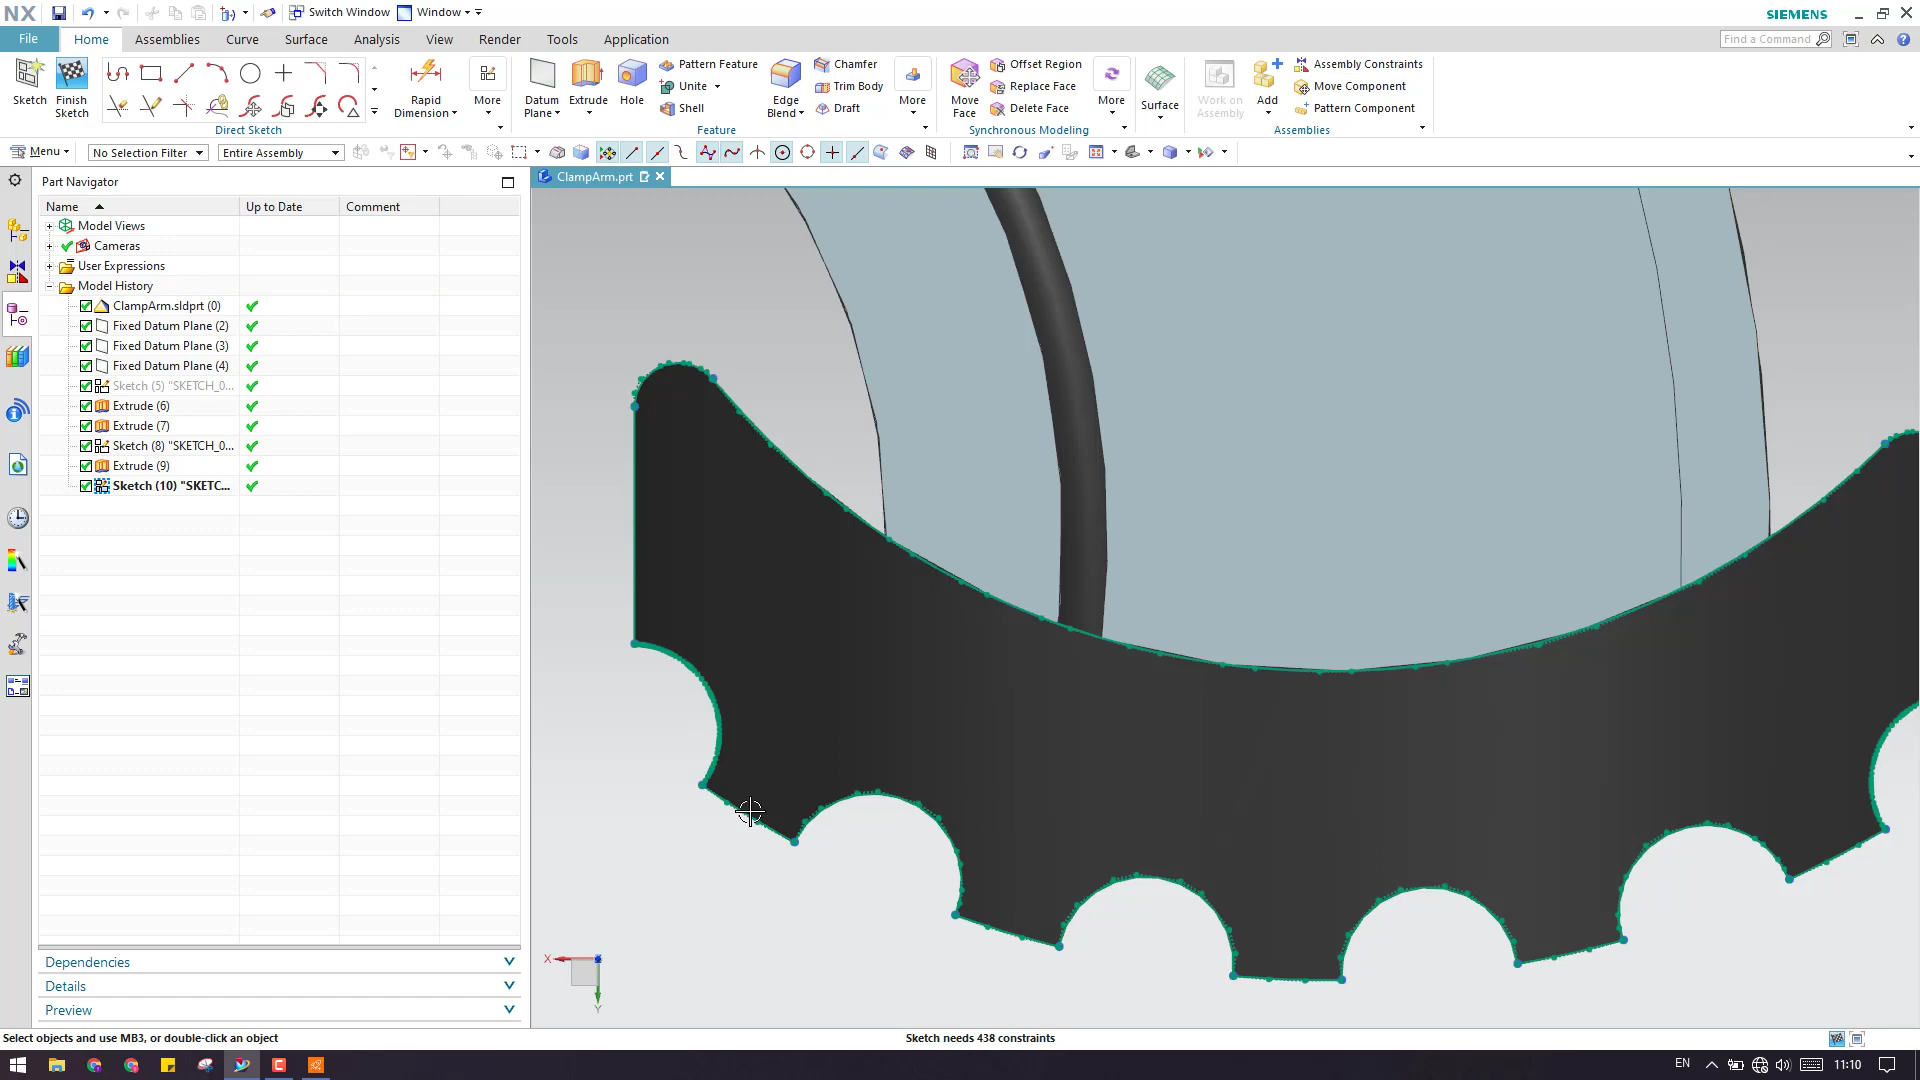 NX
Switch Window
Window
SIEMENS
File
Home
Assemblies
Curve
Surface
Analysis
View
Render
Tools
Application
Find a Command
Sketch
Finish Sketch
Rapid Dimension
More
Direct Sketch
Datum Plane
Extrude
Hole
Pattern Feature
Unite
Shell
Edge Blend
Chamfer
Trim Body
Draft
More
Feature
Move Face
Offset Region
Replace Face
Delete Face
More
Synchronous Modeling
Surface
Work on Assembly
Add
Assembly Constraints
Move Component
Pattern Component
Assemblies
Menu
No Selection Filter
Entire Assembly
Part Navigator
ClampArm.prt
Name
Up to Date
Comment
Model Views
Cameras
User Expressions
Model History
ClampArm.sldprt (0)
Fixed Datum Plane (2)
Fixed Datum Plane (3)
Fixed Datum Plane (4)
Sketch (5) "SKETCH_0...
Extrude (6)
Extrude (7)
Sketch (8) "SKETCH_0...
Extrude (9)
Sketch (10) "SKETC...
Dependencies
Details
Preview
X
Y
Select objects and use MB3, or double-click an object
Sketch needs 438 constraints
EN
11:10